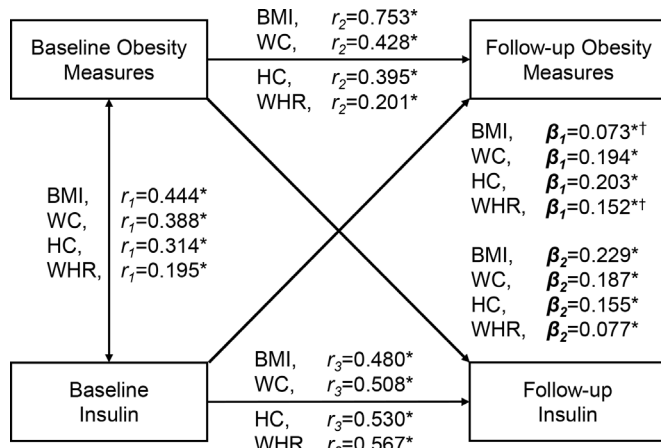 Baseline Obesity
Measures
BMI, r2=0.753*
WC, r2=0.428*
HC, r2=0.395*
WHR, r2=0.201*
Follow-up Obesity
Measures
BMI, r1=0.444*
WC, r1=0.388*
HC, r1=0.314*
WHR, r1=0.195*
BMI, β1=0.073*†
WC, β1=0.194*
HC, β1=0.203*
WHR, β1=0.152*†
BMI, β2=0.229*
WC, β2=0.187*
HC, β2=0.155*
WHR, β2=0.077*
Baseline
Insulin
BMI, r3=0.480*
WC, r3=0.508*
HC, r3=0.530*
WHR, r3=0.567*
Follow-up
Insulin